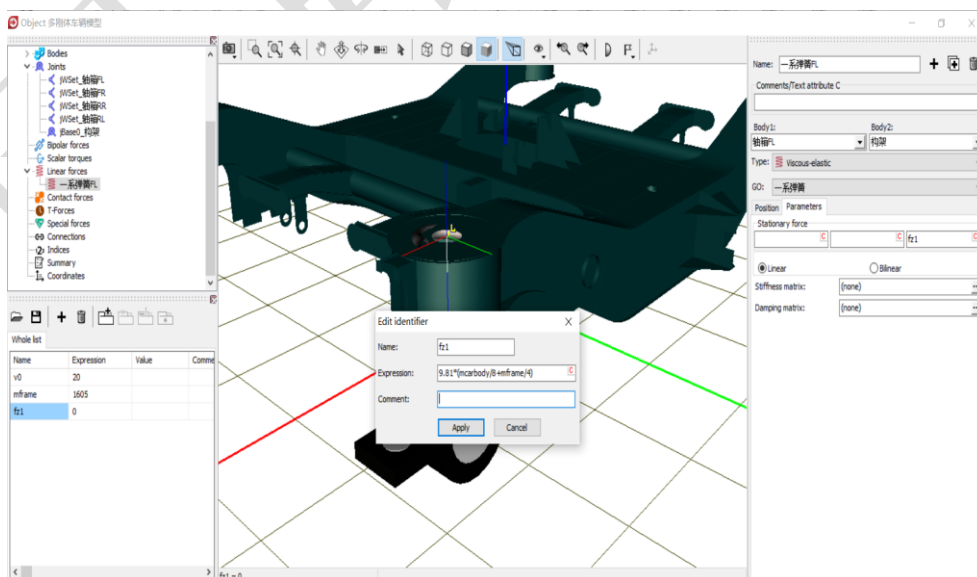 Object 多刚体车辆模型
Bodies
Joints
jWSet_轴箱FL
jWSet_轴箱FR
jWSet_轴箱RR
jWSet_轴箱RL
jBase0_构架
Bipolar forces
Scalar torques
Linear forces
一系弹簧FL
Contact forces
T-Forces
Special forces
Connections
Indices
Summary
Coordinates
Whole list
Name Expression Value Comme
v0 20
mframe 1605
fz1 0
Edit identifier
Name: fz1
Expression: 9.81*(mcarbody/8+mframe/4) C
Comment:
Apply Cancel
fz1 = 0
Name: 一系弹簧FL
Comments/Text attribute C
Body1: Body2:
轴箱FL 构架
Type: Viscous-elastic
GO: 一系弹簧
Position Parameters
Stationary force
C C fz1 C
Linear Bilinear
Stiffness matrix: (none)
Damping matrix: (none)